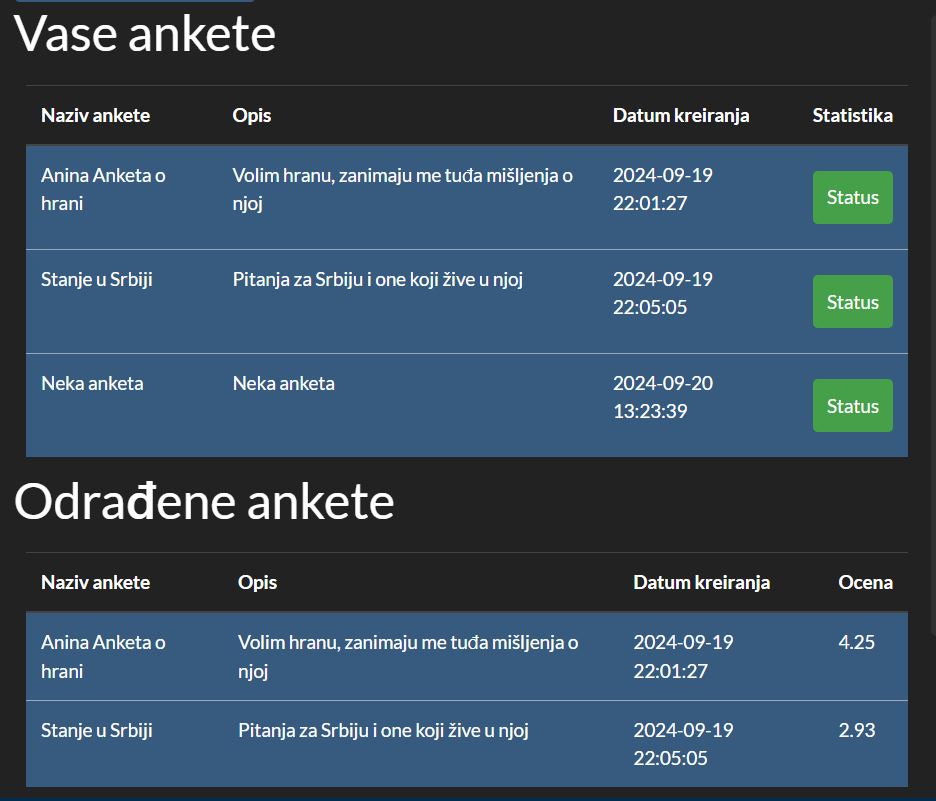 Vase ankete
Naziv ankete Opis Datum kreiranja Statistika
Anina Anketa o Volim hranu, zanimaju me tuđa mišljenja o 2024-09-19
hrani njoj 22:01:27 Status
Stanje u Srbiji Pitanja za Srbiju i one koji žive u njoj 2024-09-19
22:05:05 Status
Neka anketa Neka anketa 2024-09-20
13:23:39 Status
Odrađene ankete
Naziv ankete Opis Datum kreiranja Ocena
Anina Anketa o Volim hranu, zanimaju me tuđa mišljenja o 2024-09-19 4.25
hrani njoj 22:01:27
Stanje u Srbiji Pitanja za Srbiju i one koji žive u njoj 2024-09-19 2.93
22:05:05